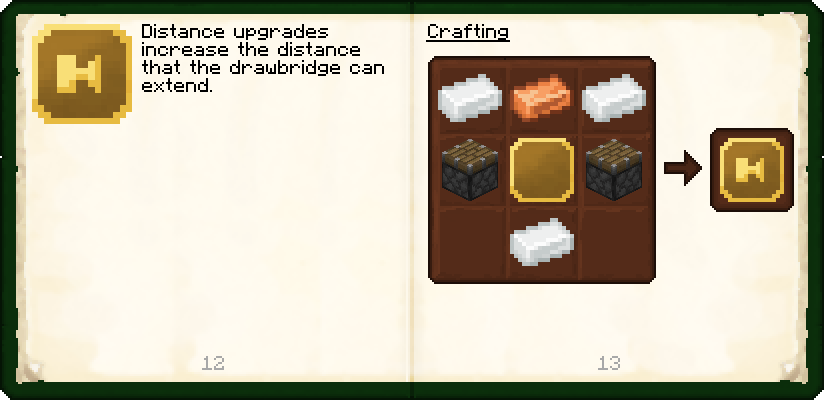 Distance upgrades
increase the distance
that the drawbridge can
extend.
12
Crafting
13